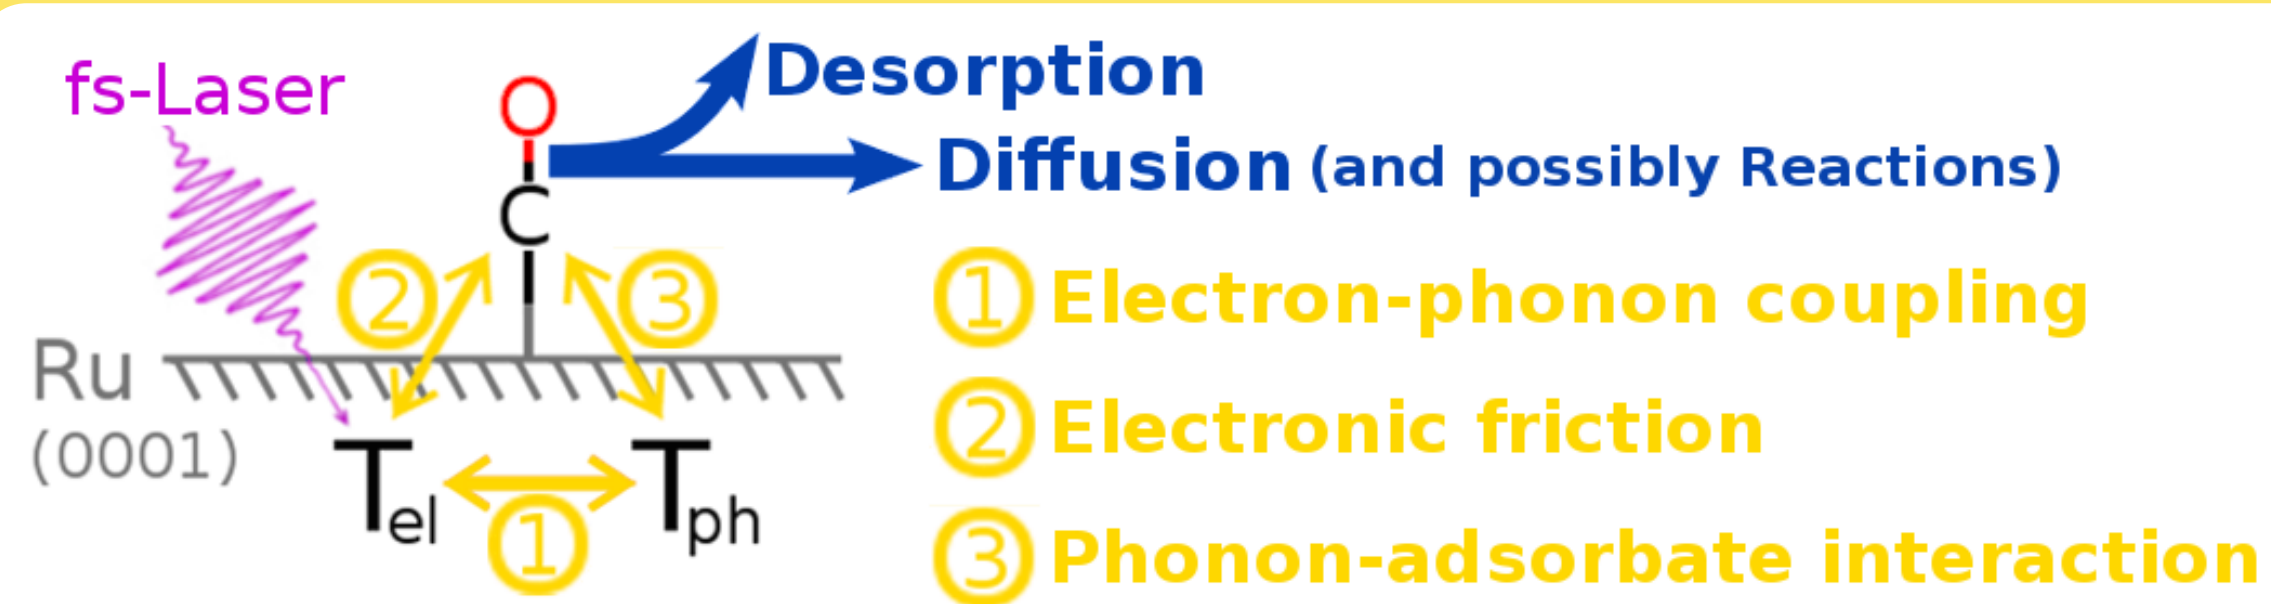 fs-Laser
O
C
Desorption
Diffusion (and possibly Reactions)
② ③
Ru
(0001)
Tel Tph
①
① Electron-phonon coupling
② Electronic friction
③ Phonon-adsorbate interaction